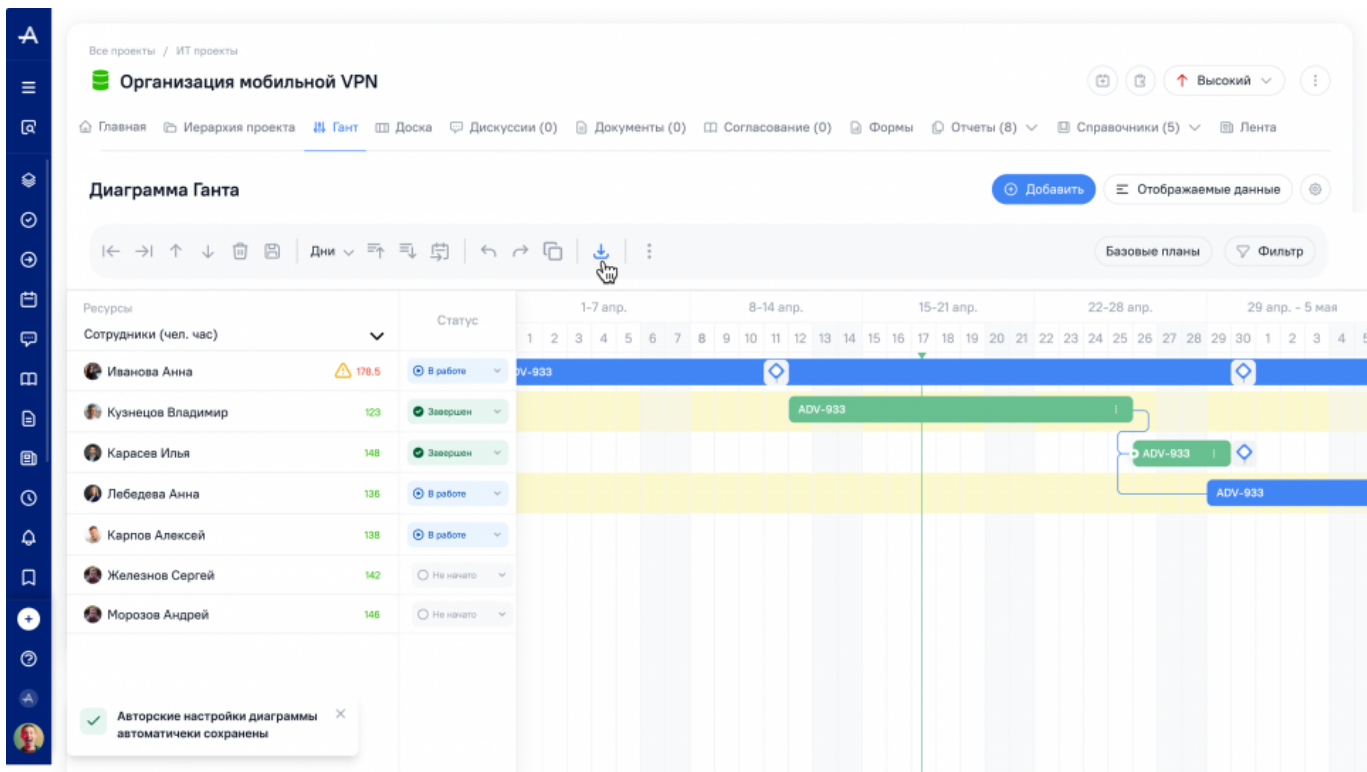 Все проекты / ИТ проекты
Организация мобильной VPN
Высокий
Главная Иерархия проекта Гант Доска Дискуссии (0) Документы (0) Согласование (0) Формы Отчеты (8) Справочники (5) Лента
Диаграмма Ганта
Добавить Отображаемые данные
Дни Базовые планы Фильтр
Ресурсы Статус 1-7 апр. 8-14 апр. 15-21 апр. 22-28 апр. 29 апр. - 5 мая
Сотрудники (чел. час) 1 2 3 4 5 6 7 8 9 10 11 12 13 14 15 16 17 18 19 20 21 22 23 24 25 26 27 28 29 30 1 2 3 4 5
Иванова Анна 178.5 В работе DV-933
Кузнецов Владимир 123 Завершен ADV-933
Карасев Илья 148 Завершен ADV-933
Лебедева Анна 136 В работе ADV-933
Карпов Алексей 138 В работе
Железнов Сергей 142 Не начато
Морозов Андрей 146 Не начато
Авторские настройки диаграммы
автоматичеки сохранены